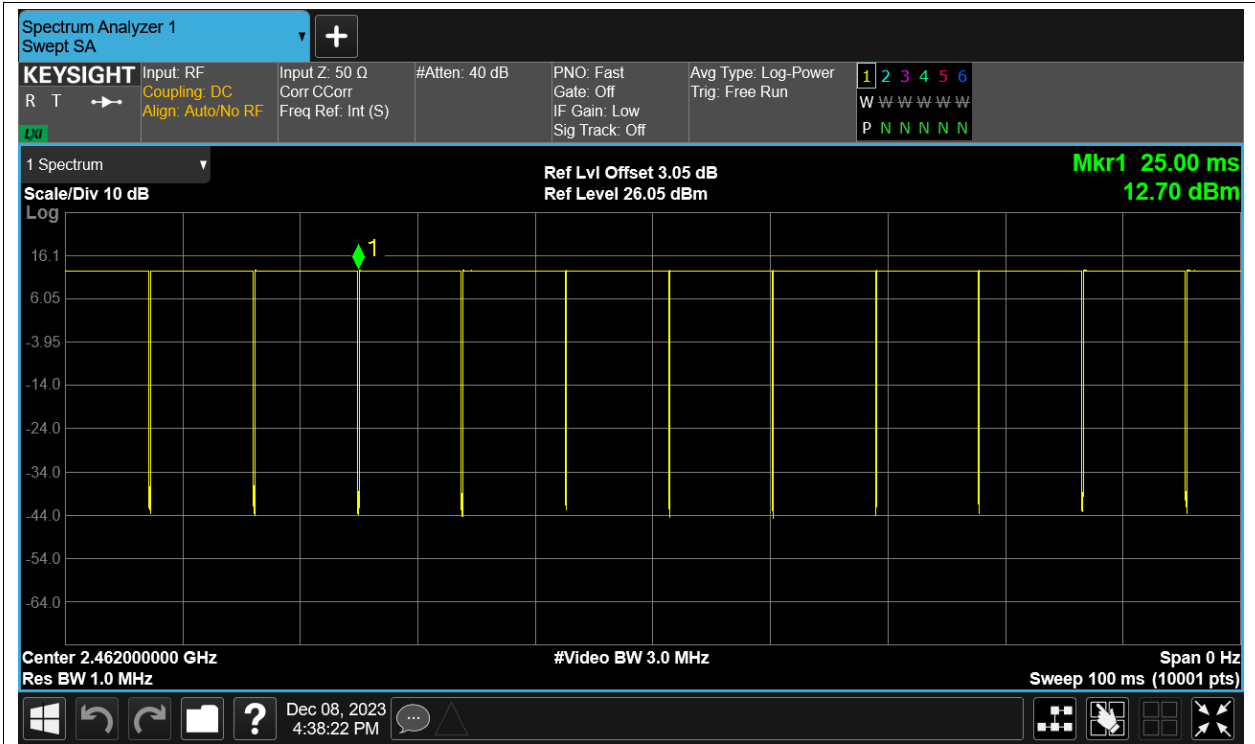 Spectrum Analyzer 1
Swept SA
KEYSIGHT
R T
LXI
Input: RF
Coupling: DC
Align: Auto/No RF
Input Z: 50 Ω
Corr CCorr
Freq Ref: Int (S)
#Atten: 40 dB
PNO: Fast
Gate: Off
IF Gain: Low
Sig Track: Off
Avg Type: Log-Power
Trig: Free Run
1 2 3 4 5 6
W W W W W W
P N N N N N
1 Spectrum
Scale/Div 10 dB
Log
Ref Lvl Offset 3.05 dB
Ref Level 26.05 dBm
Mkr1 25.00 ms
12.70 dBm
1
16.1
6.05
-3.95
-14.0
-24.0
-34.0
-44.0
-54.0
-64.0
Center 2.462000000 GHz
Res BW 1.0 MHz
#Video BW 3.0 MHz
Span 0 Hz
Sweep 100 ms (10001 pts)
?
Dec 08, 2023
4:38:22 PM